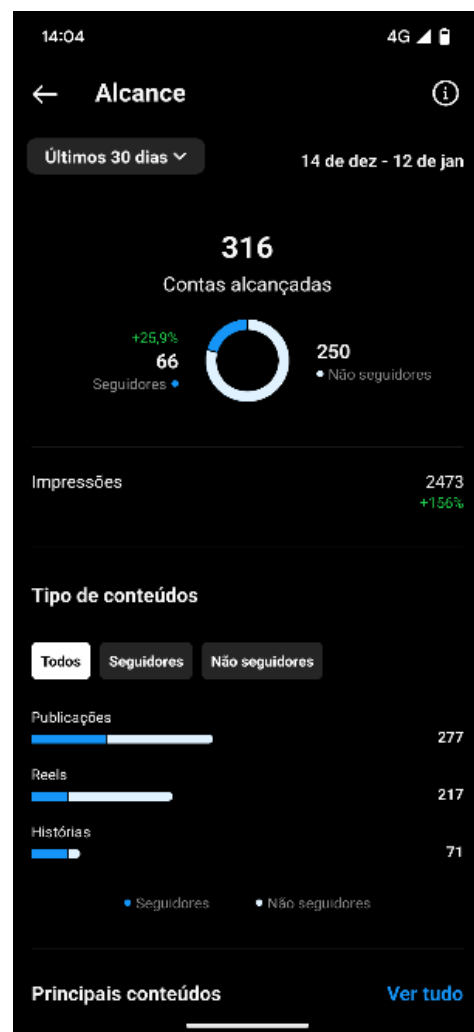 14:04 4G
Alcance
Últimos 30 dias 14 de dez - 12 de jan
316
Contas alcançadas
+25,9%
66
Seguidores
250
Não seguidores
Impressões 2473
+156%
Tipo de conteúdos
Todos Seguidores Não seguidores
Publicações
277
Reels
217
Histórias
71
Seguidores Não seguidores
Principais conteúdos Ver tudo